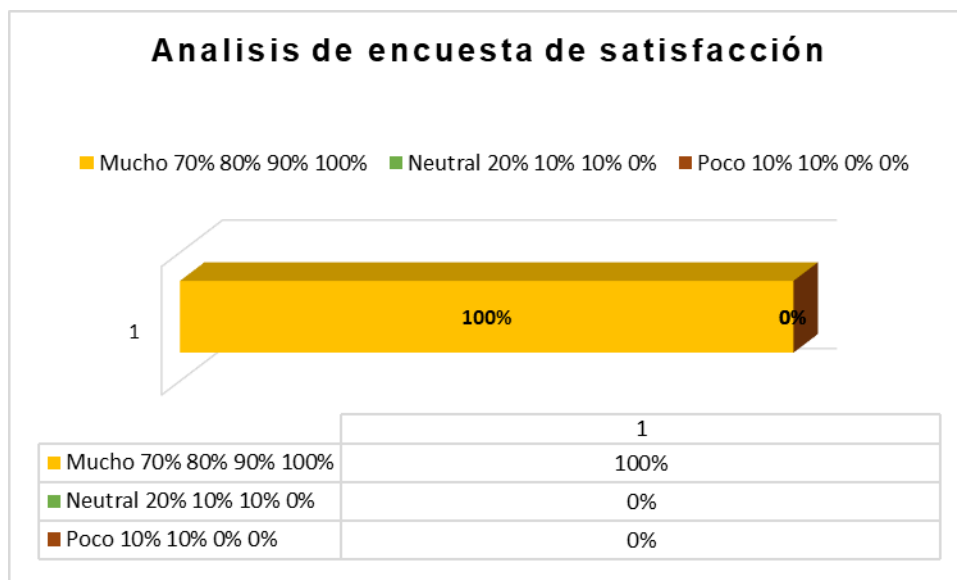 Analisis de encuesta de satisfacción
Mucho 70% 80% 90% 100% Neutral 20% 10% 10% 0% Poco 10% 10% 0% 0%
1 100% 0%
1
Mucho 70% 80% 90% 100% 100%
Neutral 20% 10% 10% 0% 0%
Poco 10% 10% 0% 0% 0%